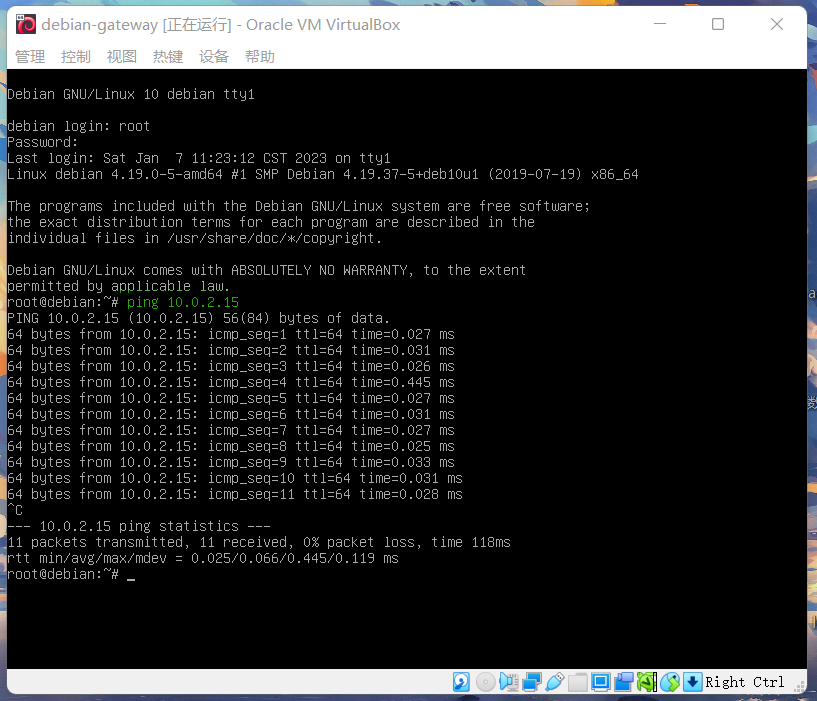 debian-gateway [正在运行] - Oracle VM VirtualBox
管理 控制 视图 热键 设备 帮助
Debian GNU/Linux 10 debian tty1
debian login: root
Password:
Last login: Sat Jan  7 11:23:12 CST 2023 on tty1
Linux debian 4.19.0-5-amd64 #1 SMP Debian 4.19.37-5+deb10u1 (2019-07-19) x86_64
The programs included with the Debian GNU/Linux system are free software;
the exact distribution terms for each program are described in the
individual files in /usr/share/doc/*/copyright.
Debian GNU/Linux comes with ABSOLUTELY NO WARRANTY, to the extent
permitted by applicable law.
root@debian:~# ping 10.0.2.15
PING 10.0.2.15 (10.0.2.15) 56(84) bytes of data.
64 bytes from 10.0.2.15: icmp_seq=1 ttl=64 time=0.027 ms
64 bytes from 10.0.2.15: icmp_seq=2 ttl=64 time=0.031 ms
64 bytes from 10.0.2.15: icmp_seq=3 ttl=64 time=0.026 ms
64 bytes from 10.0.2.15: icmp_seq=4 ttl=64 time=0.445 ms
64 bytes from 10.0.2.15: icmp_seq=5 ttl=64 time=0.027 ms
64 bytes from 10.0.2.15: icmp_seq=6 ttl=64 time=0.031 ms
64 bytes from 10.0.2.15: icmp_seq=7 ttl=64 time=0.027 ms
64 bytes from 10.0.2.15: icmp_seq=8 ttl=64 time=0.025 ms
64 bytes from 10.0.2.15: icmp_seq=9 ttl=64 time=0.033 ms
64 bytes from 10.0.2.15: icmp_seq=10 ttl=64 time=0.031 ms
64 bytes from 10.0.2.15: icmp_seq=11 ttl=64 time=0.028 ms
^C
--- 10.0.2.15 ping statistics ---
11 packets transmitted, 11 received, 0% packet loss, time 118ms
rtt min/avg/max/mdev = 0.025/0.066/0.445/0.119 ms
root@debian:~# _
Right Ctrl